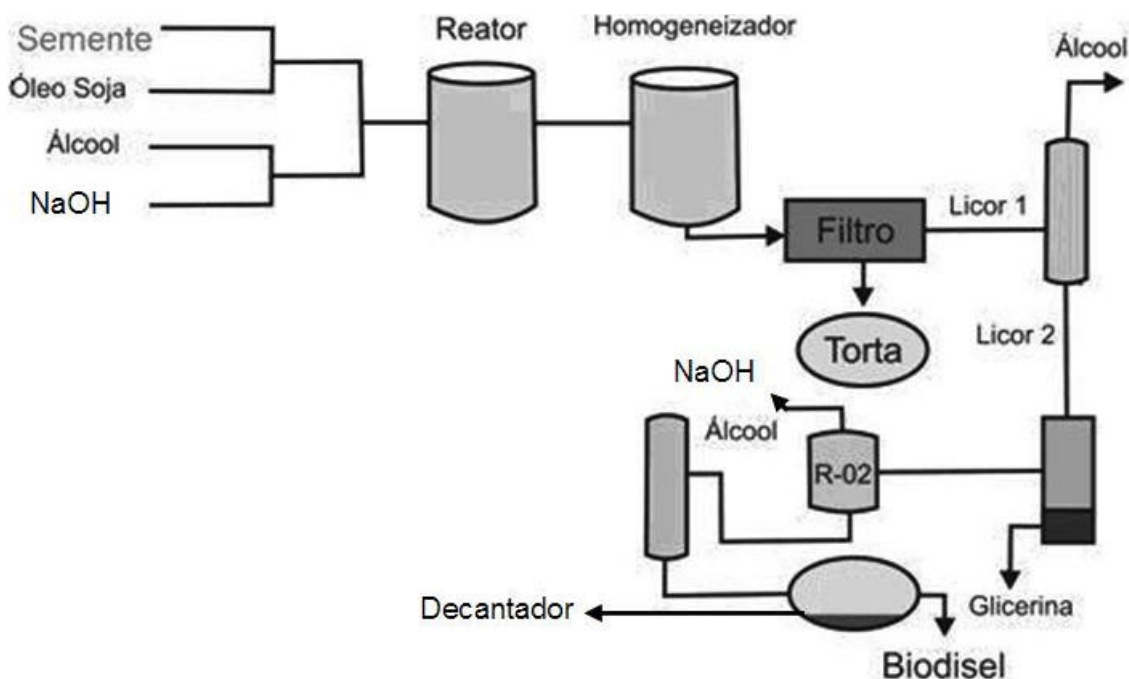 Semente
Óleo Soja
Álcool
NaOH
Reator
Homogeneizador
Álcool
Filtro
Licor 1
Torta
Licor 2
NaOH
Álcool
R-02
Glicerina
Decantador
Biodisel